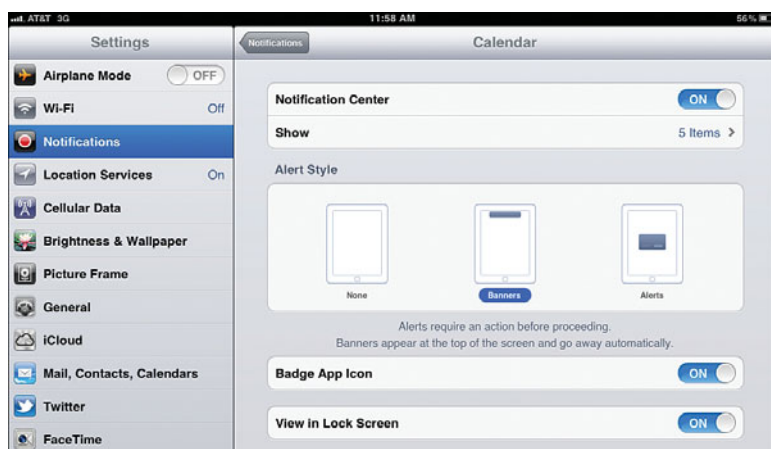 AT&T 3G 11:58 AM 56%
Settings
Notifications Calendar
Airplane Mode OFF
Wi-Fi Off
Notifications
Location Services On
Cellular Data
Brightness & Wallpaper
Picture Frame
General
iCloud
Mail, Contacts, Calendars
Twitter
FaceTime
Notification Center ON
Show 5 Items
Alert Style
None Banners Alerts
Alerts require an action before proceeding.
Banners appear at the top of the screen and go away automatically.
Badge App Icon ON
View in Lock Screen ON